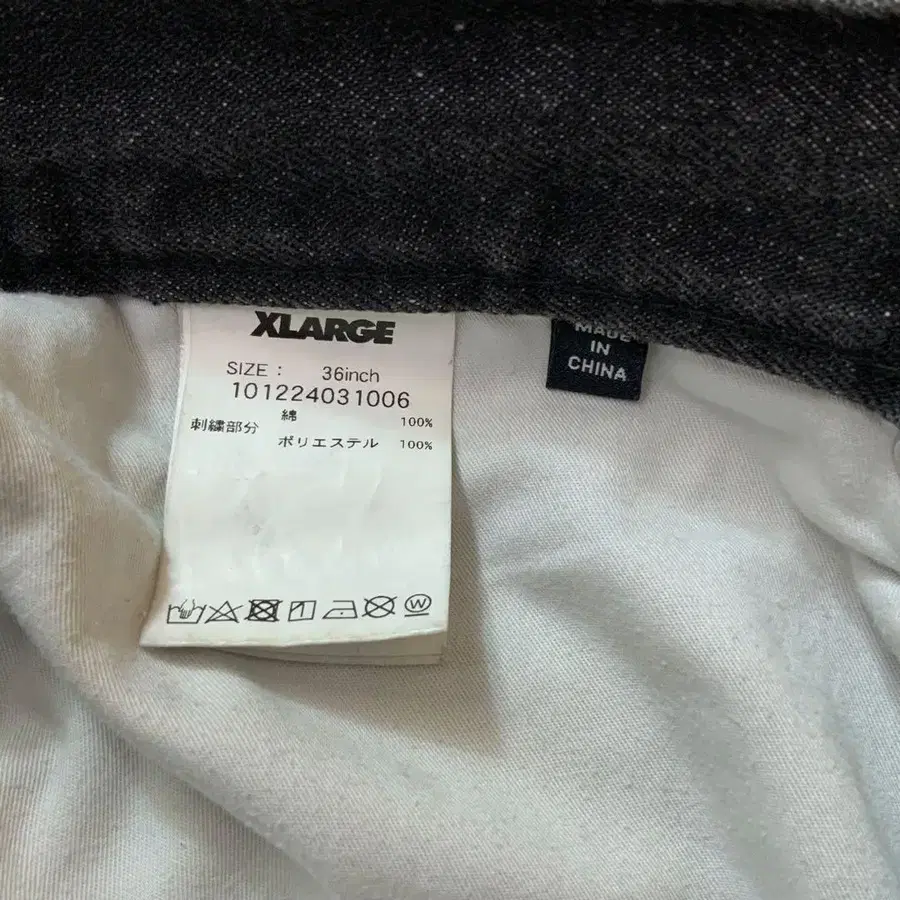 XLARGE
SIZE : 36inch
101224031006
綿 100%
刺繍部分 ポリエステル 100%
W
MADE
IN
CHINA